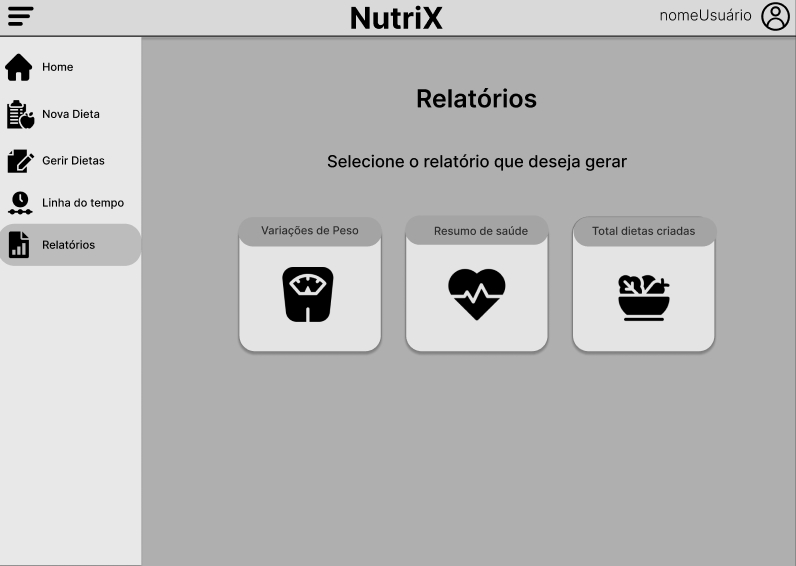 NutriX
nomeUsuário
Home
Nova Dieta
Gerir Dietas
Linha do tempo
Relatórios
Relatórios
Selecione o relatório que deseja gerar
Variações de Peso
Resumo de saúde
Total dietas criadas